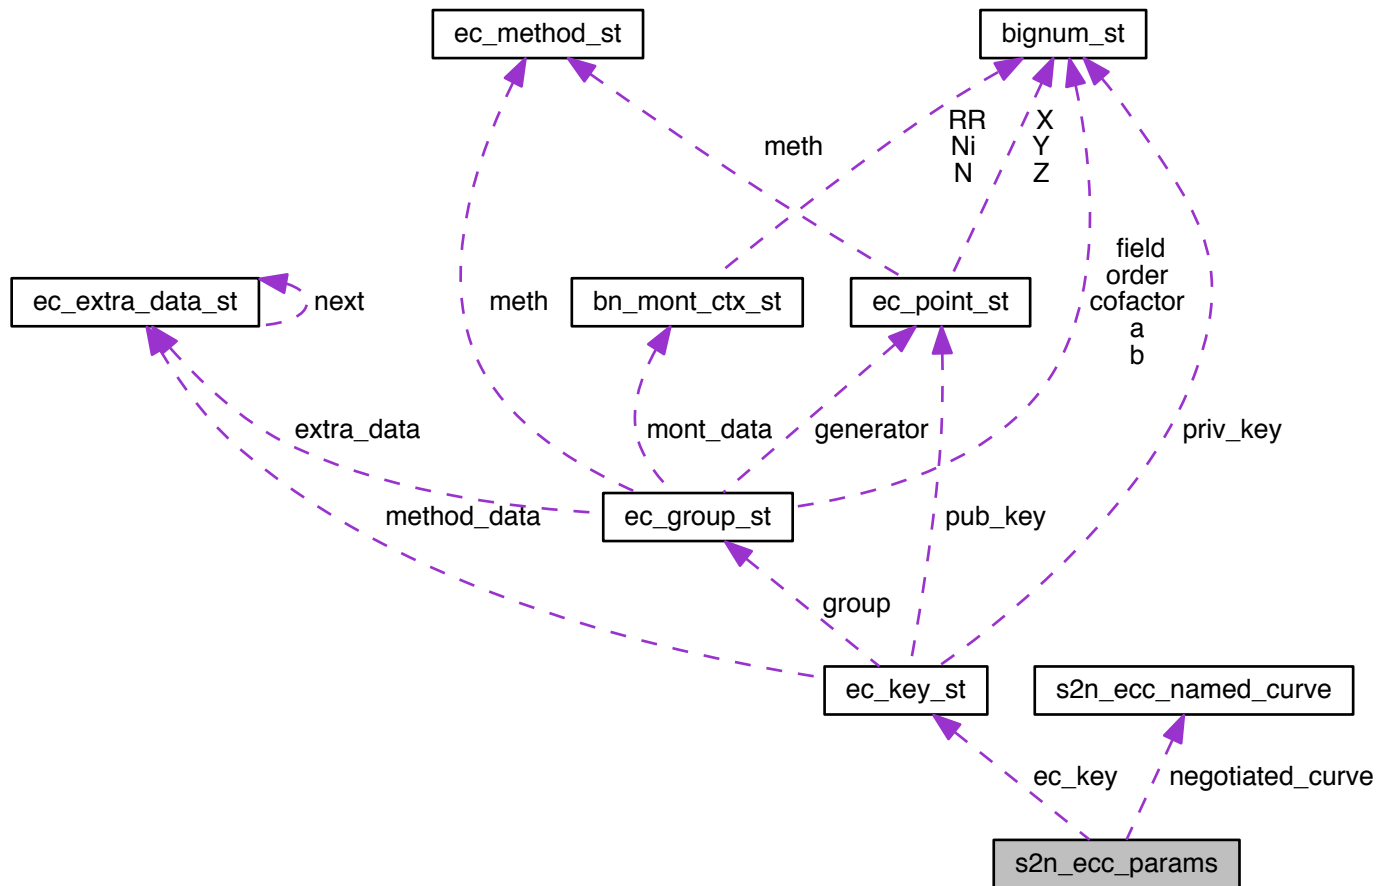 ec_method_st
bignum_st
meth
RR
Ni
N
X
Y
Z
ec_extra_data_st
next
meth
bn_mont_ctx_st
ec_point_st
field
order
cofactor
a
b
extra_data
mont_data
generator
priv_key
method_data
ec_group_st
pub_key
group
ec_key_st
s2n_ecc_named_curve
ec_key
negotiated_curve
s2n_ecc_params